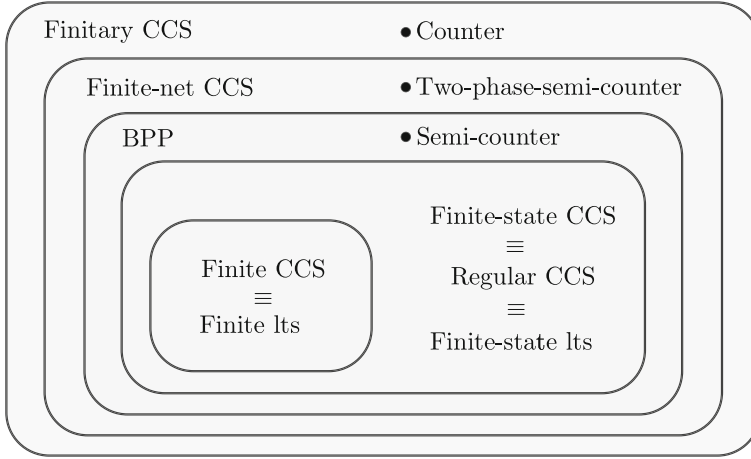 Finitary CCS
Counter
Finite-net CCS
Two-phase-semi-counter
BPP
Semi-counter
Finite CCS
≡
Finite lts
Finite-state CCS
≡
Regular CCS
≡
Finite-state lts